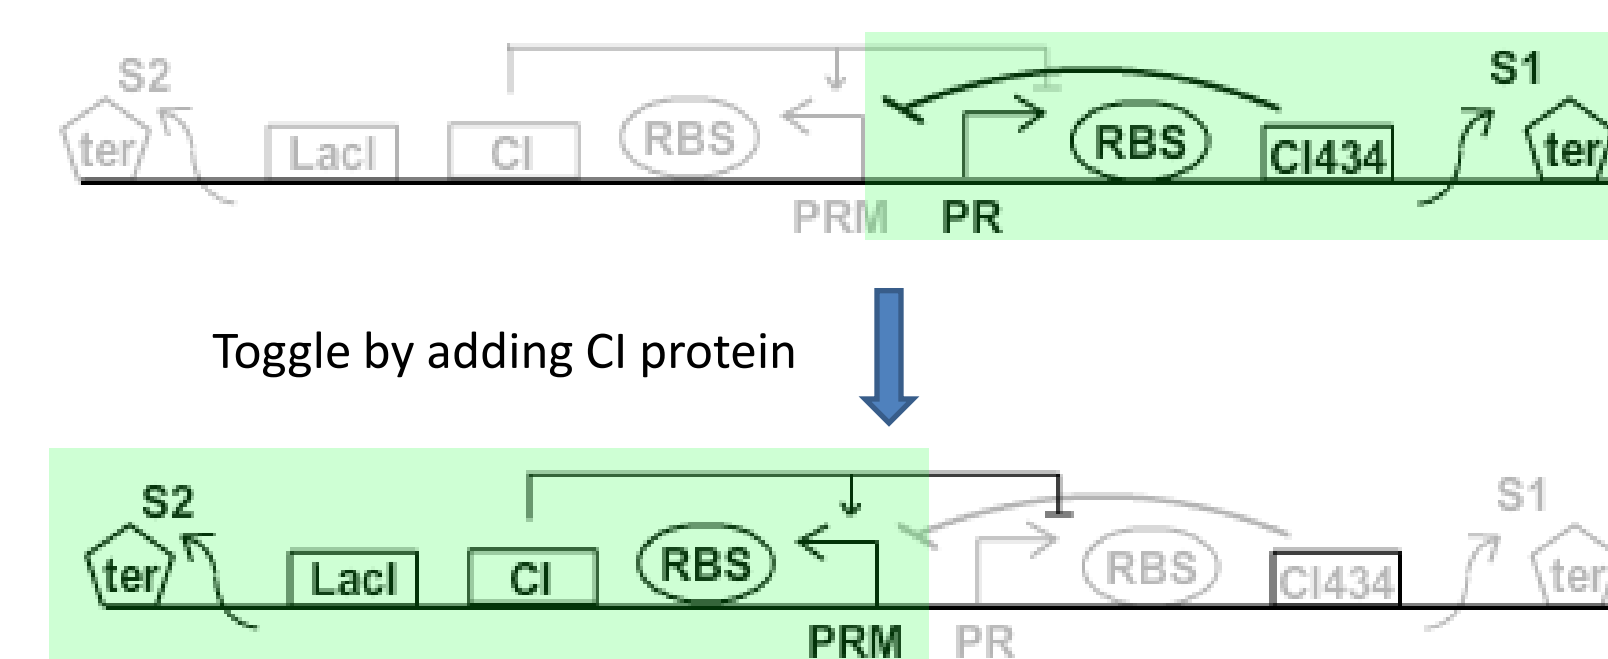 S2
S1
ter
LacI
CI
RBS
RBS
CI434
ter
PRM
PR
Toggle by adding CI protein
S2
S1
ter
LacI
CI
RBS
RBS
CI434
ter
PRM
PR